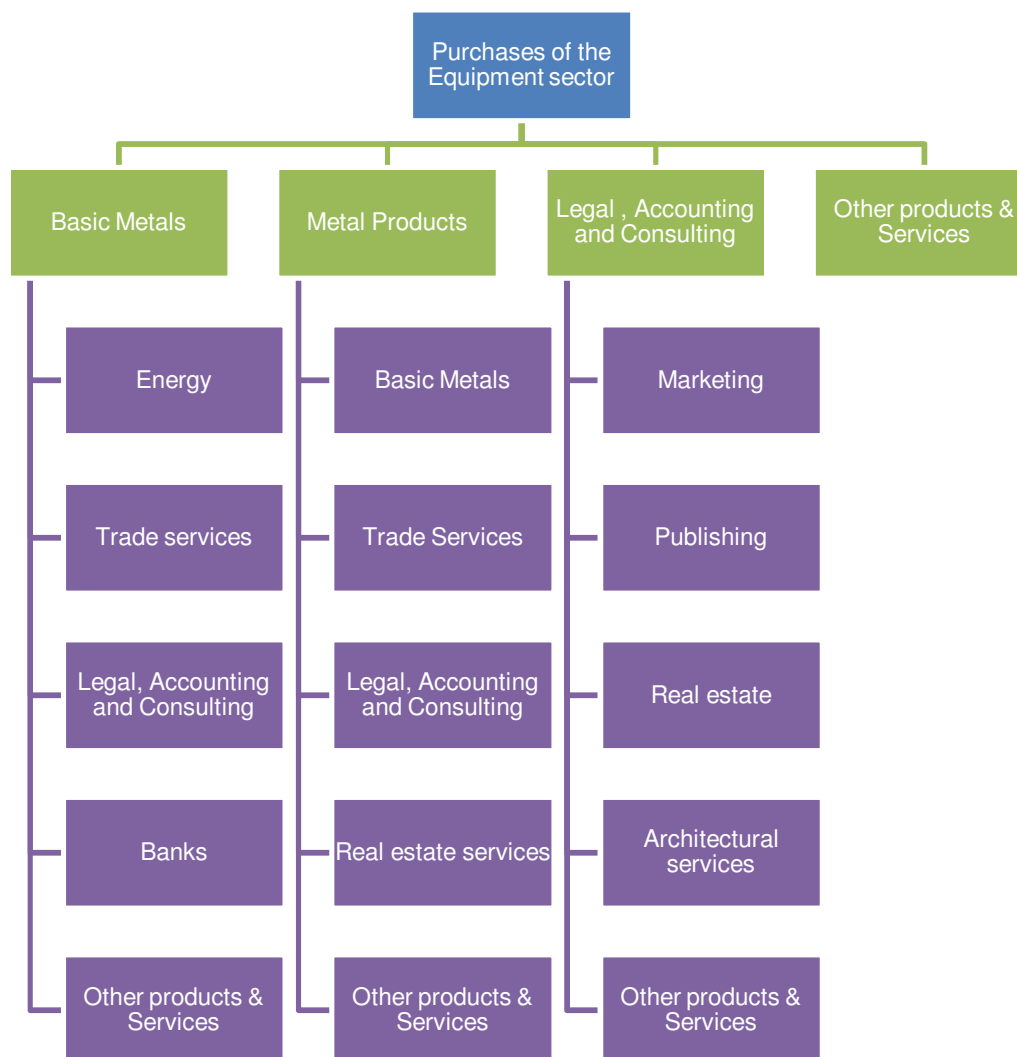 Purchases of the
Equipment sector
Basic Metals
Metal Products
Legal , Accounting
and Consulting
Other products &
Services
Energy
Basic Metals
Marketing
Trade services
Trade Services
Publishing
Legal, Accounting
and Consulting
Legal, Accounting
and Consulting
Real estate
Banks
Real estate services
Architectural
services
Other products &
Services
Other products &
Services
Other products &
Services